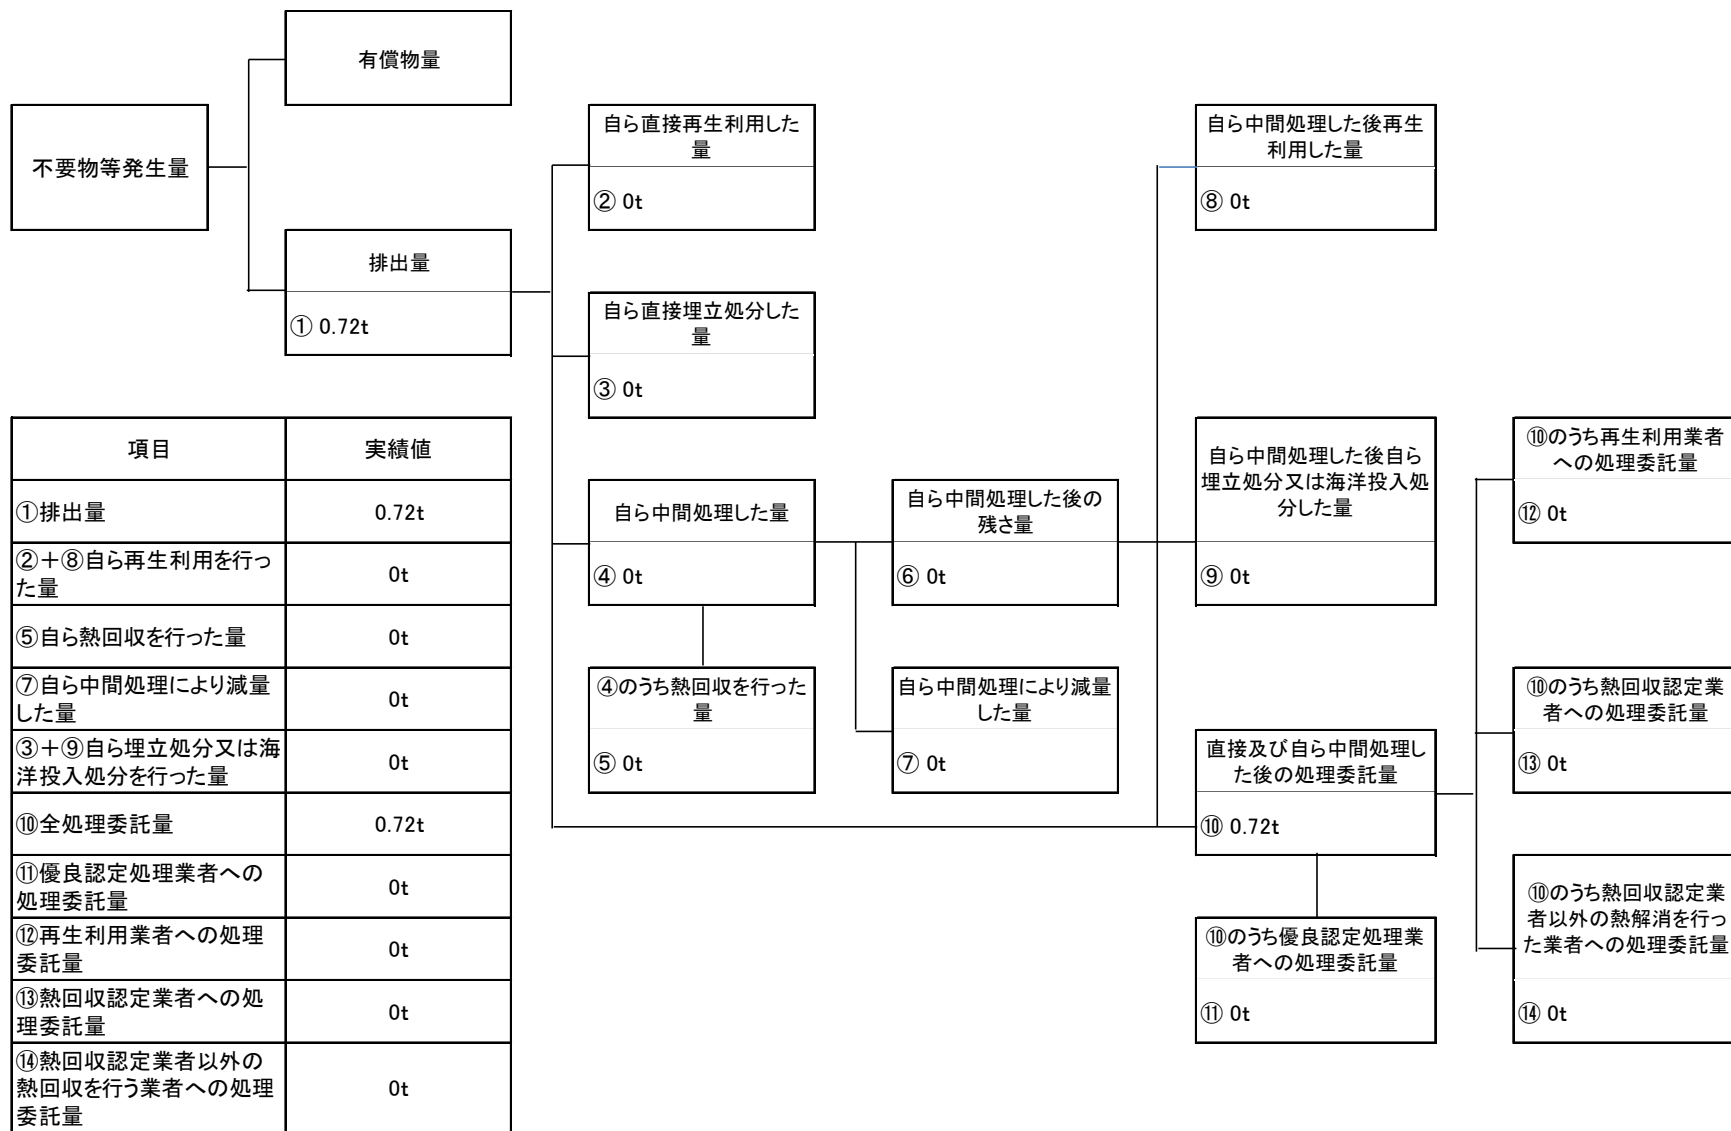 有償物量
不要物等発生量
排出量
① 0.72t
自ら直接再生利用した
量
② 0t
自ら直接埋立処分した
量
③ 0t
自ら中間処理した量
④ 0t
④のうち熱回収を行った
量
⑤ 0t
自ら中間処理した後の
残さ量
⑥ 0t
自ら中間処理により減量
した量
⑦ 0t
自ら中間処理した後再生
利用した量
⑧ 0t
自ら中間処理した後自ら
埋立処分又は海洋投入処
分した量
⑨ 0t
直接及び自ら中間処理し
た後の処理委託量
⑩ 0.72t
⑩のうち優良認定処理業
者への処理委託量
⑪ 0t
⑩のうち再生利用業者
への処理委託量
⑫ 0t
⑩のうち熱回収認定業
者への処理委託量
⑬ 0t
⑩のうち熱回収認定業
者以外の熱解消を行っ
た業者への処理委託量
⑭ 0t
項目 実績値
①排出量 0.72t
②＋⑧自ら再生利用を行っ
た量 0t
⑤自ら熱回収を行った量 0t
⑦自ら中間処理により減量
した量 0t
③＋⑨自ら埋立処分又は海
洋投入処分を行った量 0t
⑩全処理委託量 0.72t
⑪優良認定処理業者への
処理委託量 0t
⑫再生利用業者への処理
委託量 0t
⑬熱回収認定業者への処
理委託量 0t
⑭熱回収認定業者以外の
熱回収を行う業者への処理
委託量 0t